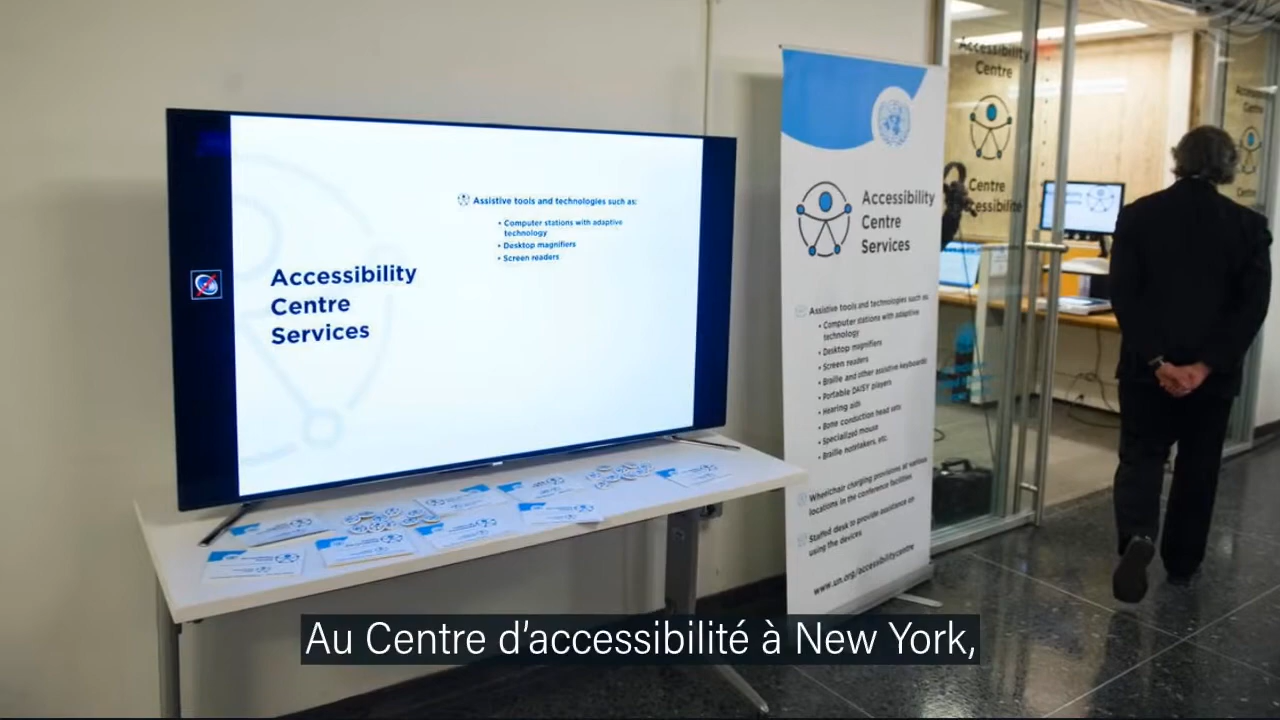 Accessibility
Centre
Services
Assistive tools and technologies such as:
• Computer stations with adaptive
technology
• Desktop magnifiers
• Screen readers
Accessibility
Centre
Services
Assistive tools and technologies such as:
• Computer stations with adaptive
technology
• Desktop magnifiers
• Screen readers
• Braille and other assistive keyboards
• Portable DAISY players
• Hearing aids
• Bone conduction head sets
• Specialized mouse
• Braille notetakers, etc.
Wheelchair charging provisions at various
locations in the conference facilities
Staffed desk to provide assistance on
using the devices
www.un.org/accessibilitycentre
Accessibility
Centre
Centre
Au Centre d’accessibilité à New York,